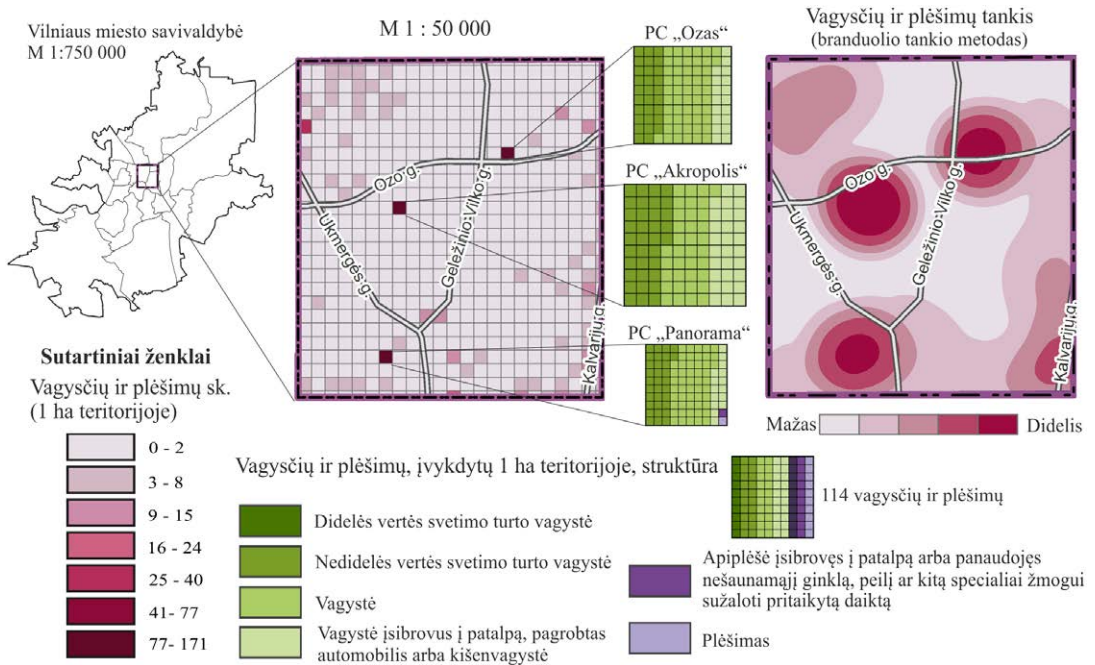 Vilniaus miesto savivaldybė
M 1:750 000
M 1 : 50 000
PC „Ozas“
Vagysčių ir plėšimų tankis
(branduolio tankio metodas)
Ozo g.
Ukmergės g.
Geležinio Vilko g.
Kalvarijų g.
PC „Akropolis“
PC „Panorama“
Ozo g.
Ukmergės g.
Geležinio Vilko g.
Kalvarijų g.
Mažas
Didelis
Sutartiniai ženklai
Vagysčių ir plėšimų sk.
(1 ha teritorijoje)
0 - 2
3 - 8
9 - 15
16 - 24
25 - 40
41- 77
77- 171
Vagysčių ir plėšimų, įvykdytų 1 ha teritorijoje, struktūra
114 vagysčių ir plėšimų
Didelės vertės svetimo turto vagystė
Nedidelės vertės svetimo turto vagystė
Vagystė
Vagystė įsibrovus į patalpą, pagrobtas
automobilis arba kišenvagystė
Apiplėšė įsibrovęs į patalpą arba panaudojęs
nešaunamąjį ginklą, peilį ar kitą specialiai žmogui
sužaloti pritaikytą daiktą
Plėšimas